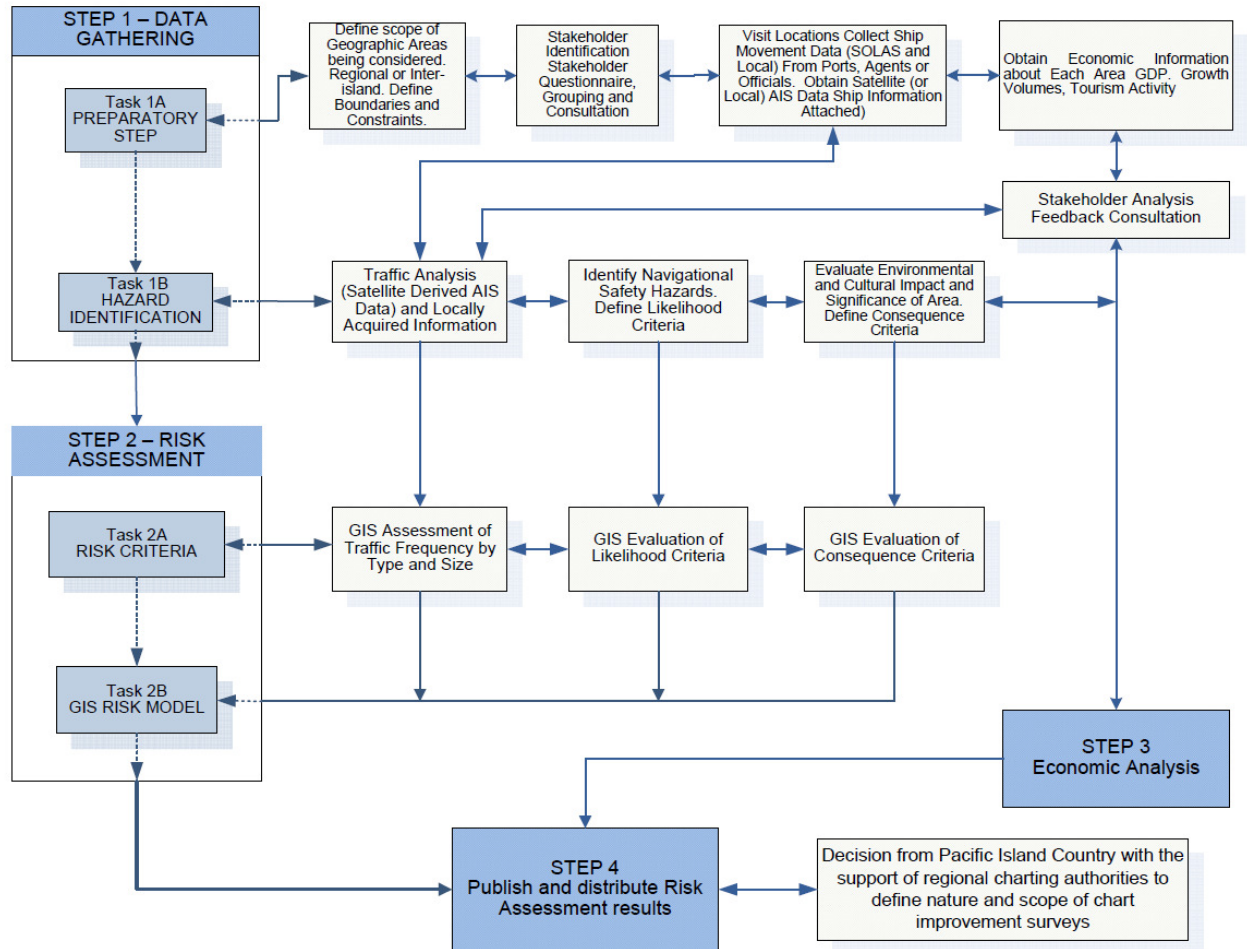 STEP 1 – DATA
GATHERING
Task 1A
PREPARATORY
STEP
Define scope of
Geographic Areas
being considered.
Regional or Inter-
island. Define
Boundaries and
Constraints.
Stakeholder
Identification
Stakeholder
Questionnaire,
Grouping and
Consultation
Visit Locations Collect Ship
Movement Data (SOLAS and
Local) From Ports, Agents or
Officials. Obtain Satellite (or
Local) AIS Data Ship Information
Attached)
Obtain Economic Information
about Each Area GDP. Growth
Volumes, Tourism Activity
Stakeholder Analysis
Feedback Consultation
Task 1B
HAZARD
IDENTIFICATION
Traffic Analysis
(Satellite Derived AIS
Data) and Locally
Acquired Information
Identify Navigational
Safety Hazards.
Define Likelihood
Criteria
Evaluate Environmental
and Cultural Impact and
Significance of Area.
Define Consequence
Criteria
STEP 2 – RISK
ASSESSMENT
Task 2A
RISK CRITERIA
GIS Assessment of
Traffic Frequency by
Type and Size
GIS Evaluation of
Likelihood Criteria
GIS Evaluation of
Consequence Criteria
Task 2B
GIS RISK MODEL
STEP 3
Economic Analysis
STEP 4
Publish and distribute Risk
Assessment results
Decision from Pacific Island Country with the
support of regional charting authorities to
define nature and scope of chart
improvement surveys